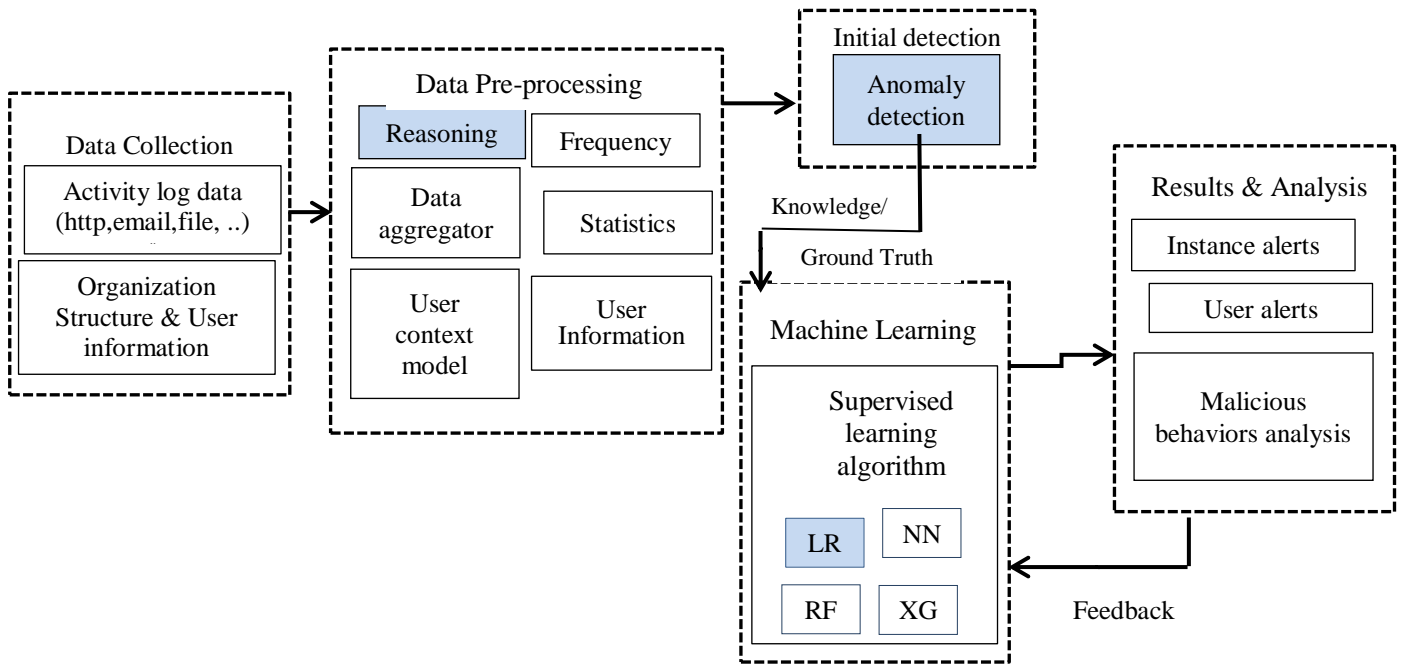 Data Collection
Activity log data
(http,email,file, ..)
Organization
Structure & User
information
Data Pre-processing
Reasoning
Frequency
Data
aggregator
Statistics
User
context
model
User
Information
Initial detection
Anomaly
detection
Knowledge/
Ground Truth
Machine Learning
Supervised
learning
algorithm
LR
NN
RF
XG
Results & Analysis
Instance alerts
User alerts
Malicious
behaviors analysis
Feedback